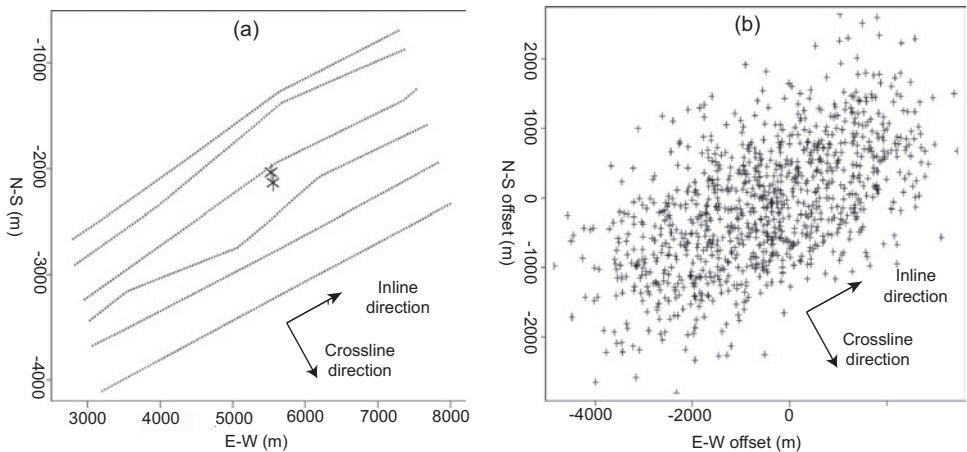 (a)
-1000
-2000
-3000
-4000
N-S (m)
3000 4000 5000 6000 7000 8000
E-W (m)
Inline
direction
Crossline
direction
(b)
2000
1000
0
-1000
-2000
N-S offset (m)
-4000 -2000 0
E-W offset (m)
Inline
direction
Crossline
direction